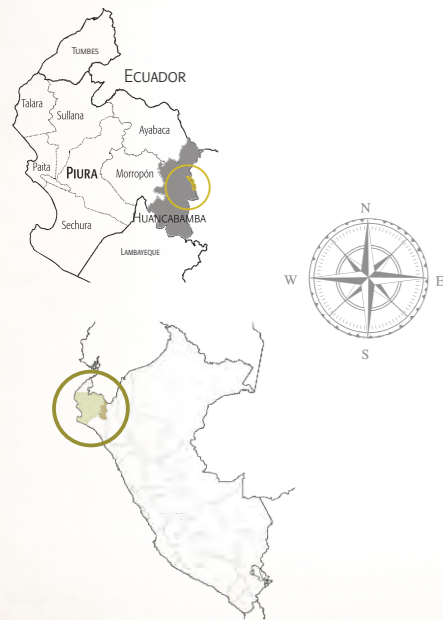 TUMBES
ECUADOR
Talara
Sullana
Ayabaca
Paita
PIURA
Morropón
HUANCABAMBA
Sechura
LAMBAYEQUE
N
W
E
S